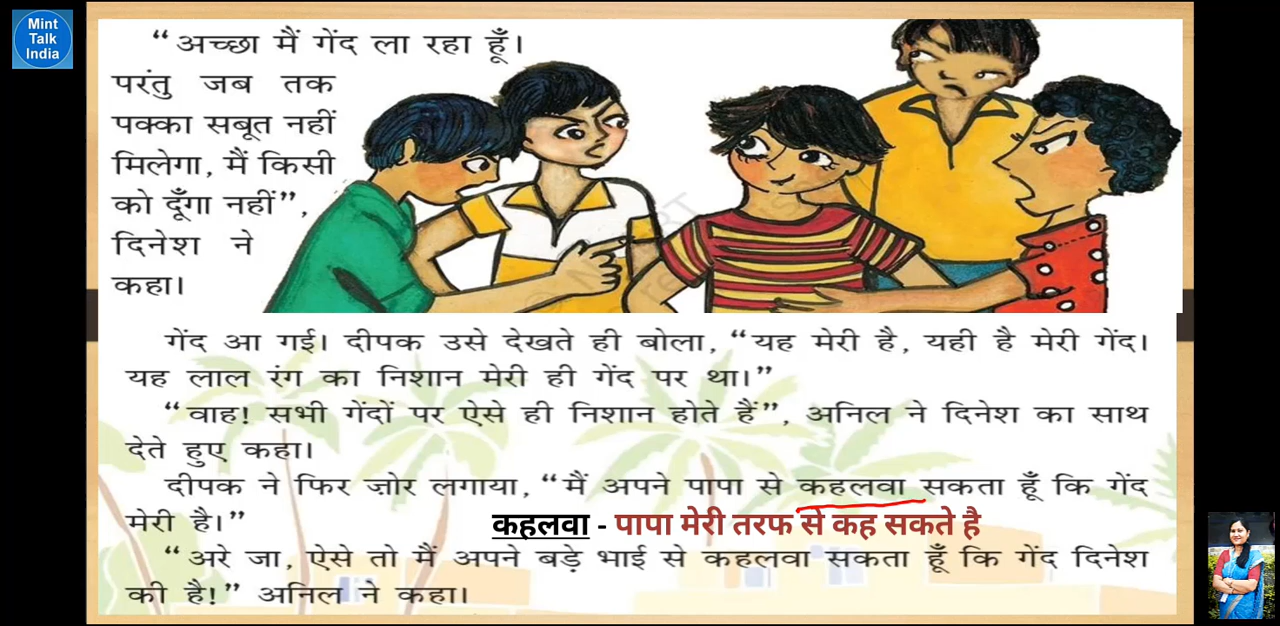 Mint
Talk
India
“अच्छा मैं गेंद ला रहा हूँ।
परंतु जब तक
पक्का सबूत नहीं
मिलेगा, मैं किसी
को दूँगा नहीं”,
दिनेश ने
कहा।
गेंद आ गई। दीपक उसे देखते ही बोला, “यह मेरी है, यही है मेरी गेंद।
यह लाल रंग का निशान मेरी ही गेंद पर था।”
“वाह! सभी गेंदों पर ऐसे ही निशान होते हैं”, अनिल ने दिनेश का साथ
देते हुए कहा।
दीपक ने फिर ज़ोर लगाया, “मैं अपने पापा से कहलवा सकता हूँ कि गेंद
मेरी है।”
कहलवा - पापा मेरी तरफ से कह सकते है
“अरे जा, ऐसे तो मैं अपने बड़े भाई से कहलवा सकता हूँ कि गेंद दिनेश
की है!” अनिल ने कहा।